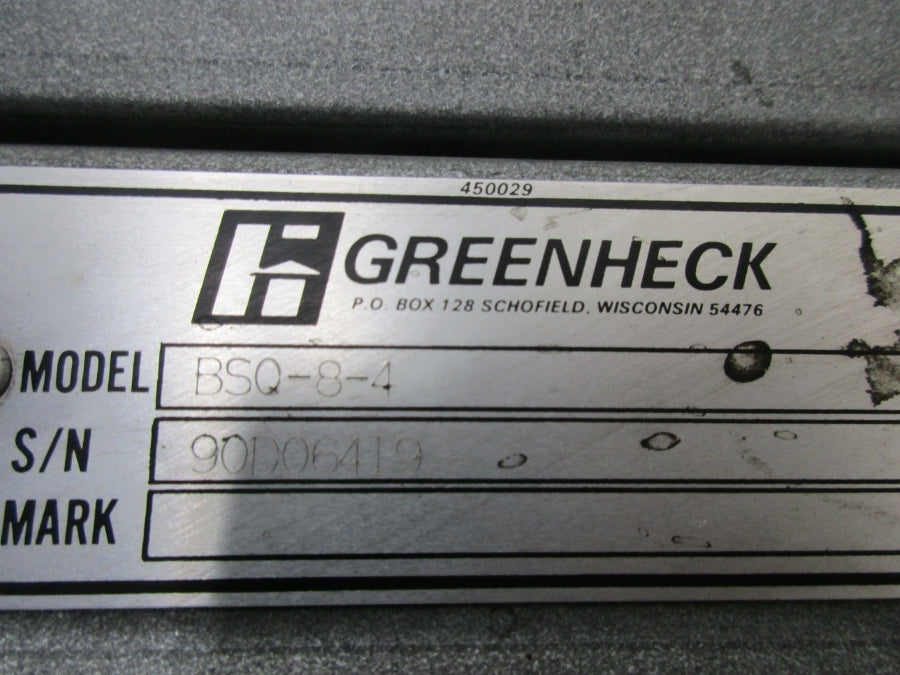 450029
GREENHECK
P.O. BOX 128 SCHOFIELD, WISCONSIN 54476
MODEL BSQ-8-4
S/N 90D06419
MARK